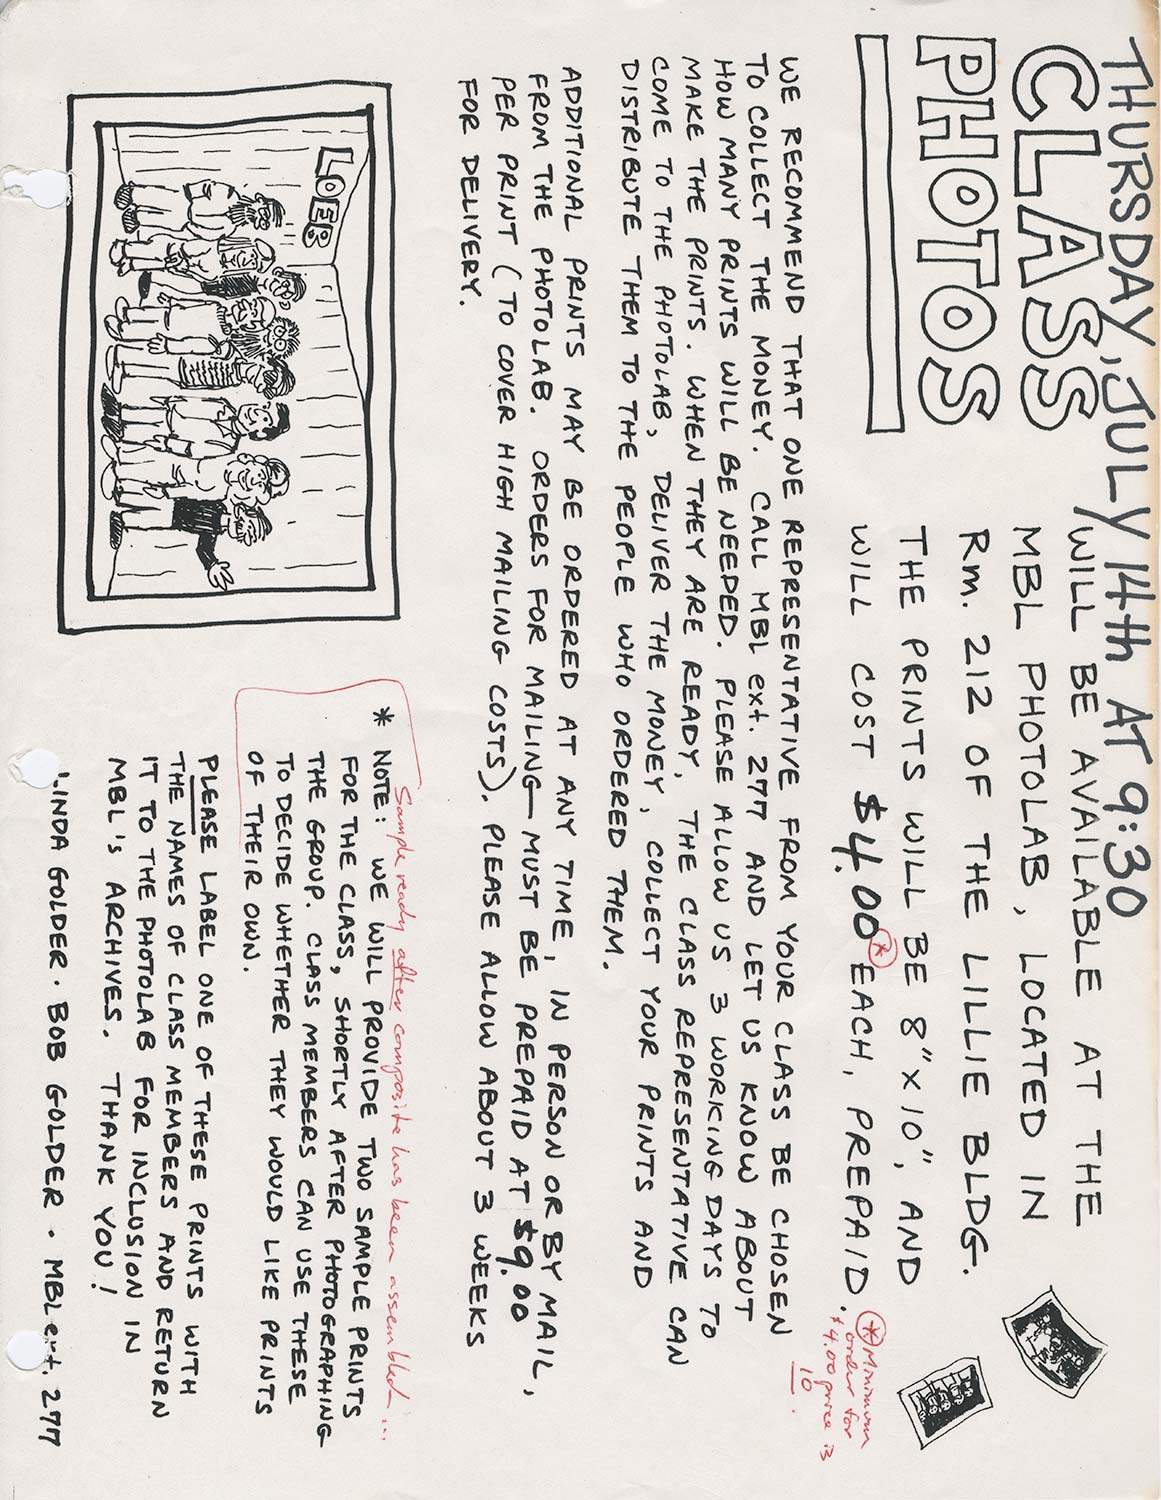 THURSDAY, JULY 14th AT 9:30
CLASS
PHOTOS
WILL BE AVAILABLE AT THE
MBL PHOTOLAB, LOCATED IN
Rm. 212 OF THE LILLIE BLDG.
THE PRINTS WILL BE 8"x10", AND
WILL COST $4.00* EACH, PREPAID.
* Minimum
order for
$4.00 price is
10.
WE RECOMMEND THAT ONE REPRESENTATIVE FROM YOUR CLASS BE CHOSEN
TO COLLECT THE MONEY. CALL MBL ext. 277 AND LET US KNOW ABOUT
HOW MANY PRINTS WILL BE NEEDED. PLEASE ALLOW US 3 WORKING DAYS TO
MAKE THE PRINTS. WHEN THEY ARE READY, THE CLASS REPRESENTATIVE CAN
COME TO THE PHOTOLAB, DELIVER THE MONEY, COLLECT YOUR PRINTS AND
DISTRIBUTE THEM TO THE PEOPLE WHO ORDERED THEM.
ADDITIONAL PRINTS MAY BE ORDERED AT ANY TIME, IN PERSON OR BY MAIL,
FROM THE PHOTOLAB. ORDERS FOR MAILING—MUST BE PREPAID AT $9.00
PER PRINT (TO COVER HIGH MAILING COSTS). PLEASE ALLOW ABOUT 3 WEEKS
FOR DELIVERY.
LOEB
Sample ready after composite has been assembled...
* NOTE: WE WILL PROVIDE TWO SAMPLE PRINTS
FOR THE CLASS, SHORTLY AFTER PHOTOGRAPHING
THE GROUP. CLASS MEMBERS CAN USE THESE
TO DECIDE WHETHER THEY WOULD LIKE PRINTS
OF THEIR OWN.
PLEASE LABEL ONE OF THESE PRINTS WITH
THE NAMES OF CLASS MEMBERS AND RETURN
IT TO THE PHOTOLAB FOR INCLUSION IN
MBL'S ARCHIVES. THANK YOU!
LINDA GOLDER · BOB GOLDER · MBL ext. 277